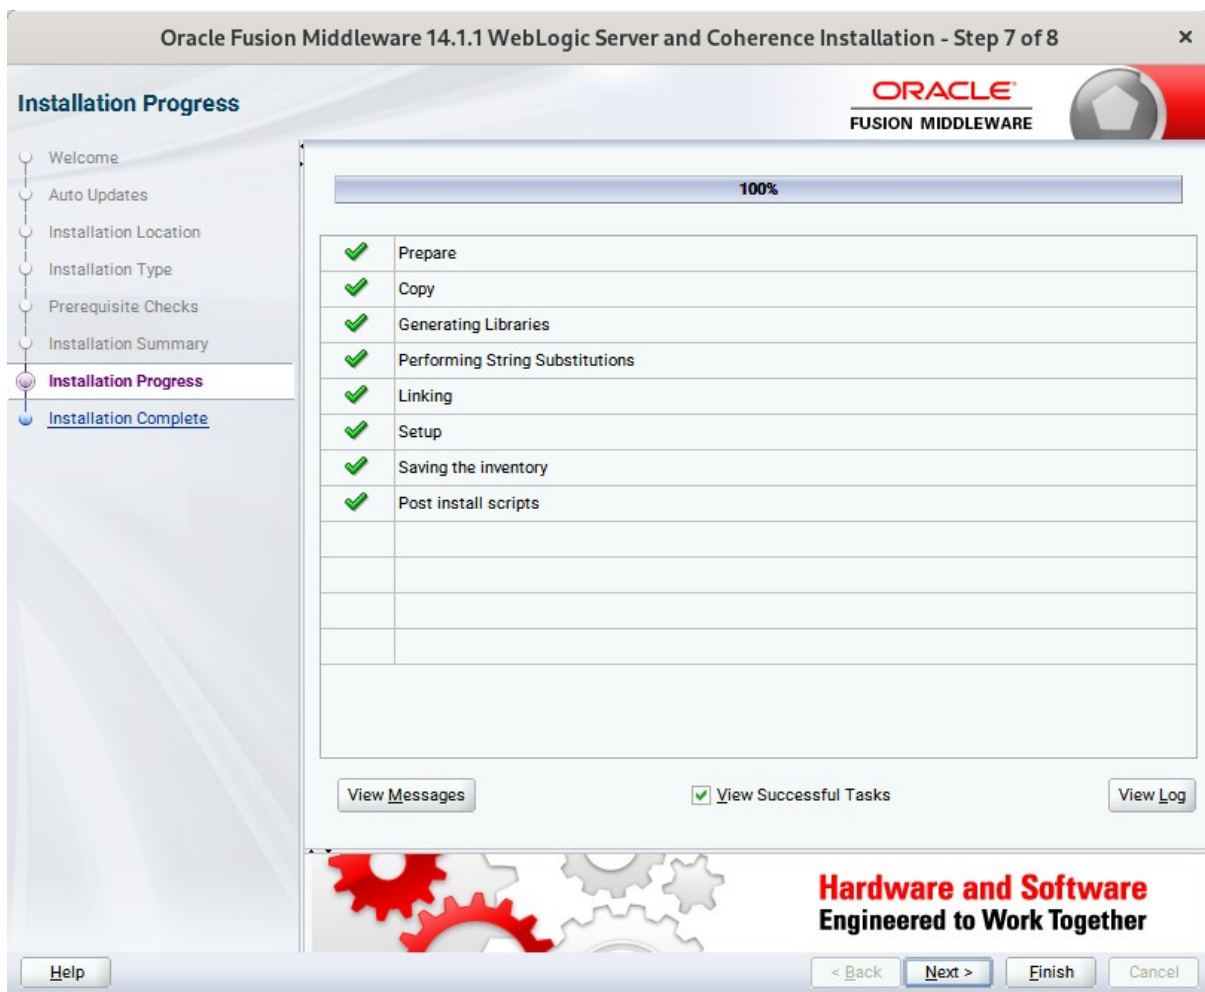 Oracle Fusion Middleware 14.1.1 WebLogic Server and Coherence Installation - Step 7 of 8
Installation Progress
ORACLE
FUSION MIDDLEWARE
Welcome
Auto Updates
Installation Location
Installation Type
Prerequisite Checks
Installation Summary
Installation Progress
Installation Complete
100%
Prepare
Copy
Generating Libraries
Performing String Substitutions
Linking
Setup
Saving the inventory
Post install scripts
View Messages
View Successful Tasks
View Log
Hardware and Software
Engineered to Work Together
Help
< Back
Next >
Finish
Cancel